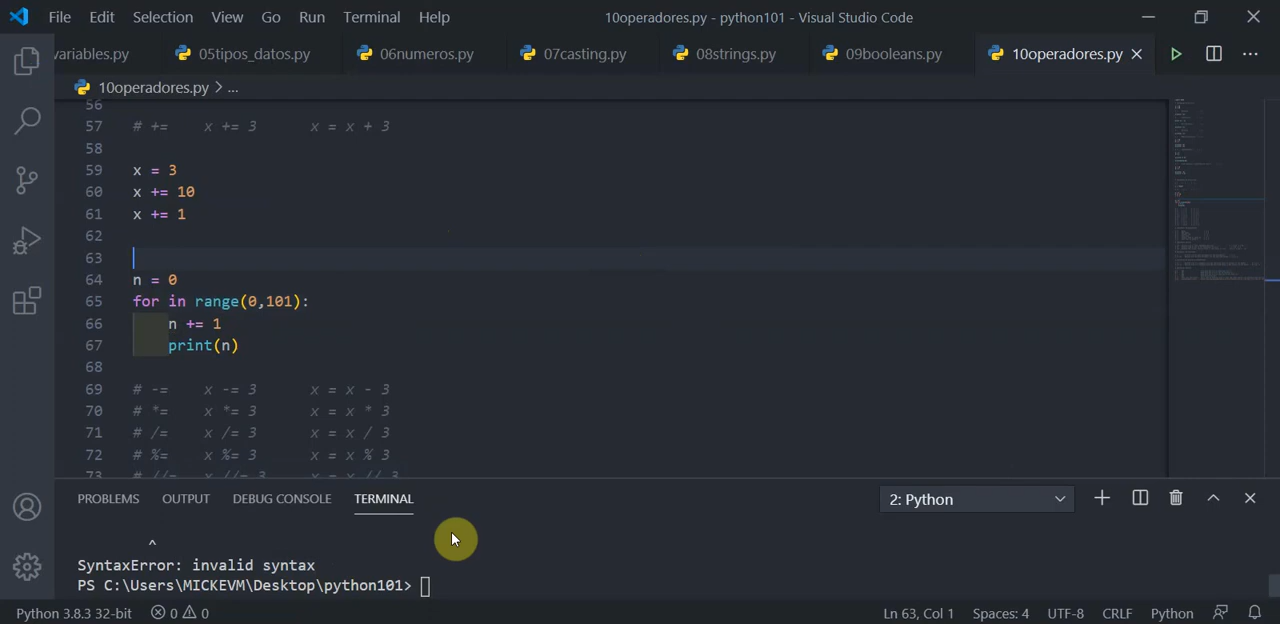 File Edit Selection View Go Run Terminal Help 10operadores.py - python101 - Visual Studio Code
variables.py 05tipos_datos.py 06numeros.py 07casting.py 08strings.py 09booleans.py 10operadores.py
10operadores.py > ...
56
57 # += x += 3 x = x + 3
58
59 x = 3
60 x += 10
61 x += 1
62
63
64 n = 0
65 for in range(0,101):
66 n += 1
67 print(n)
68
69 # -= x -= 3 x = x - 3
70 # *= x *= 3 x = x * 3
71 # /= x /= 3 x = x / 3
72 # %= x %= 3 x = x % 3
73 # //= x //= 3 x = x // 3
PROBLEMS OUTPUT DEBUG CONSOLE TERMINAL 2: Python
^
SyntaxError: invalid syntax
PS C:\Users\MICKEVM\Desktop\python101>
Python 3.8.3 32-bit 0 0 Ln 63, Col 1 Spaces: 4 UTF-8 CRLF Python